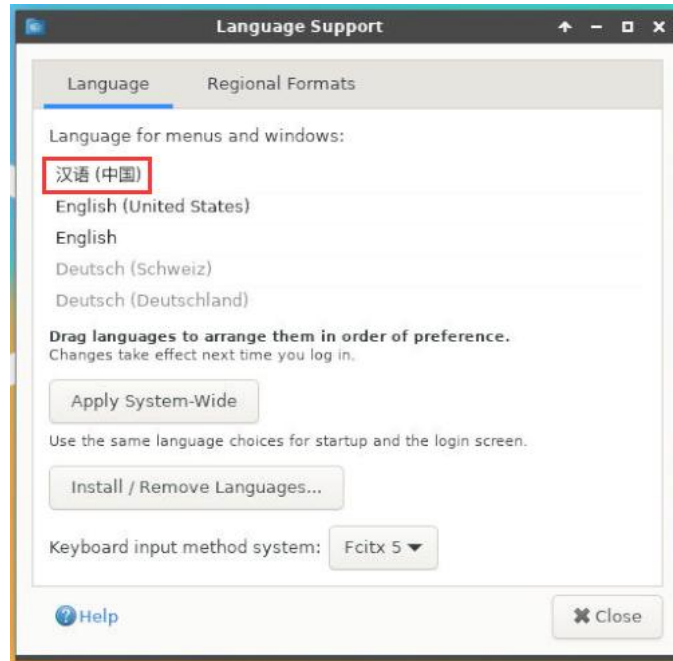 Language Support
Language Regional Formats
Language for menus and windows:
汉语 (中国)
English (United States)
English
Deutsch (Schweiz)
Deutsch (Deutschland)
Drag languages to arrange them in order of preference.
Changes take effect next time you log in.
Apply System-Wide
Use the same language choices for startup and the login screen.
Install / Remove Languages...
Keyboard input method system: Fcitx 5
Help Close